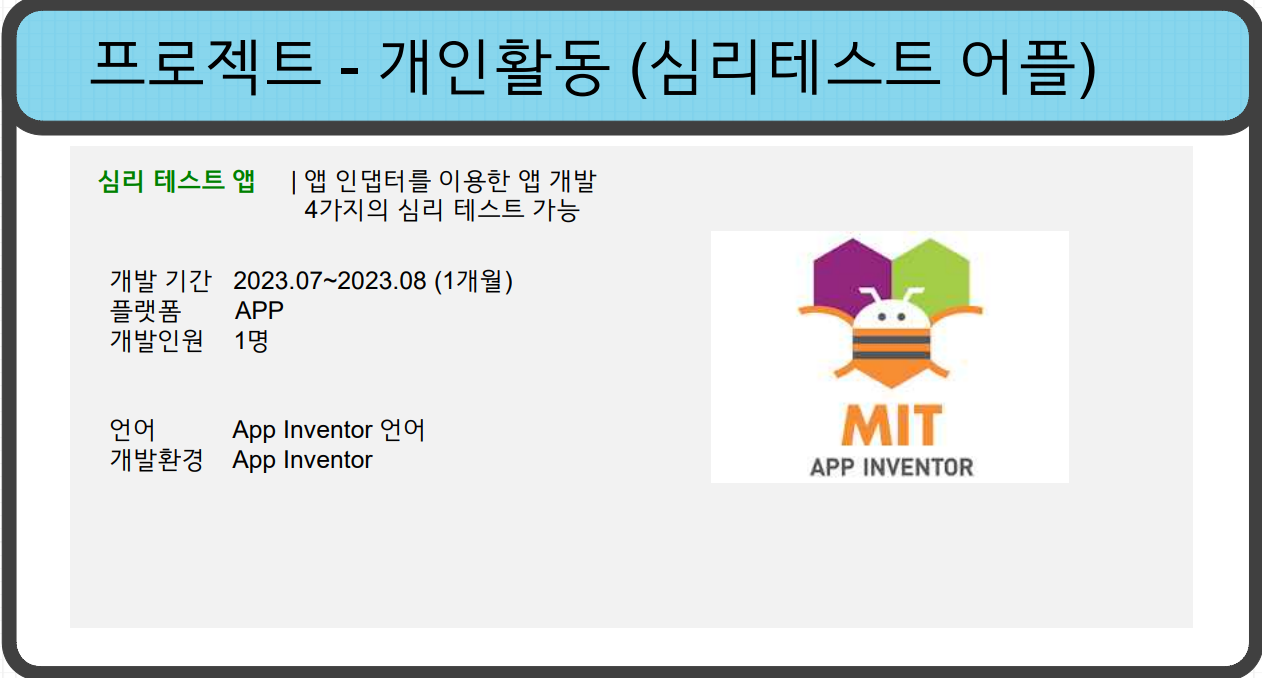 프로젝트 - 개인활동 (심리테스트 어플)
심리 테스트 앱 | 앱 인댑터를 이용한 앱 개발
4가지의 심리 테스트 가능
개발 기간 2023.07~2023.08 (1개월)
플랫폼 APP
개발인원 1명
언어 App Inventor 언어
개발환경 App Inventor
MIT
APP INVENTOR